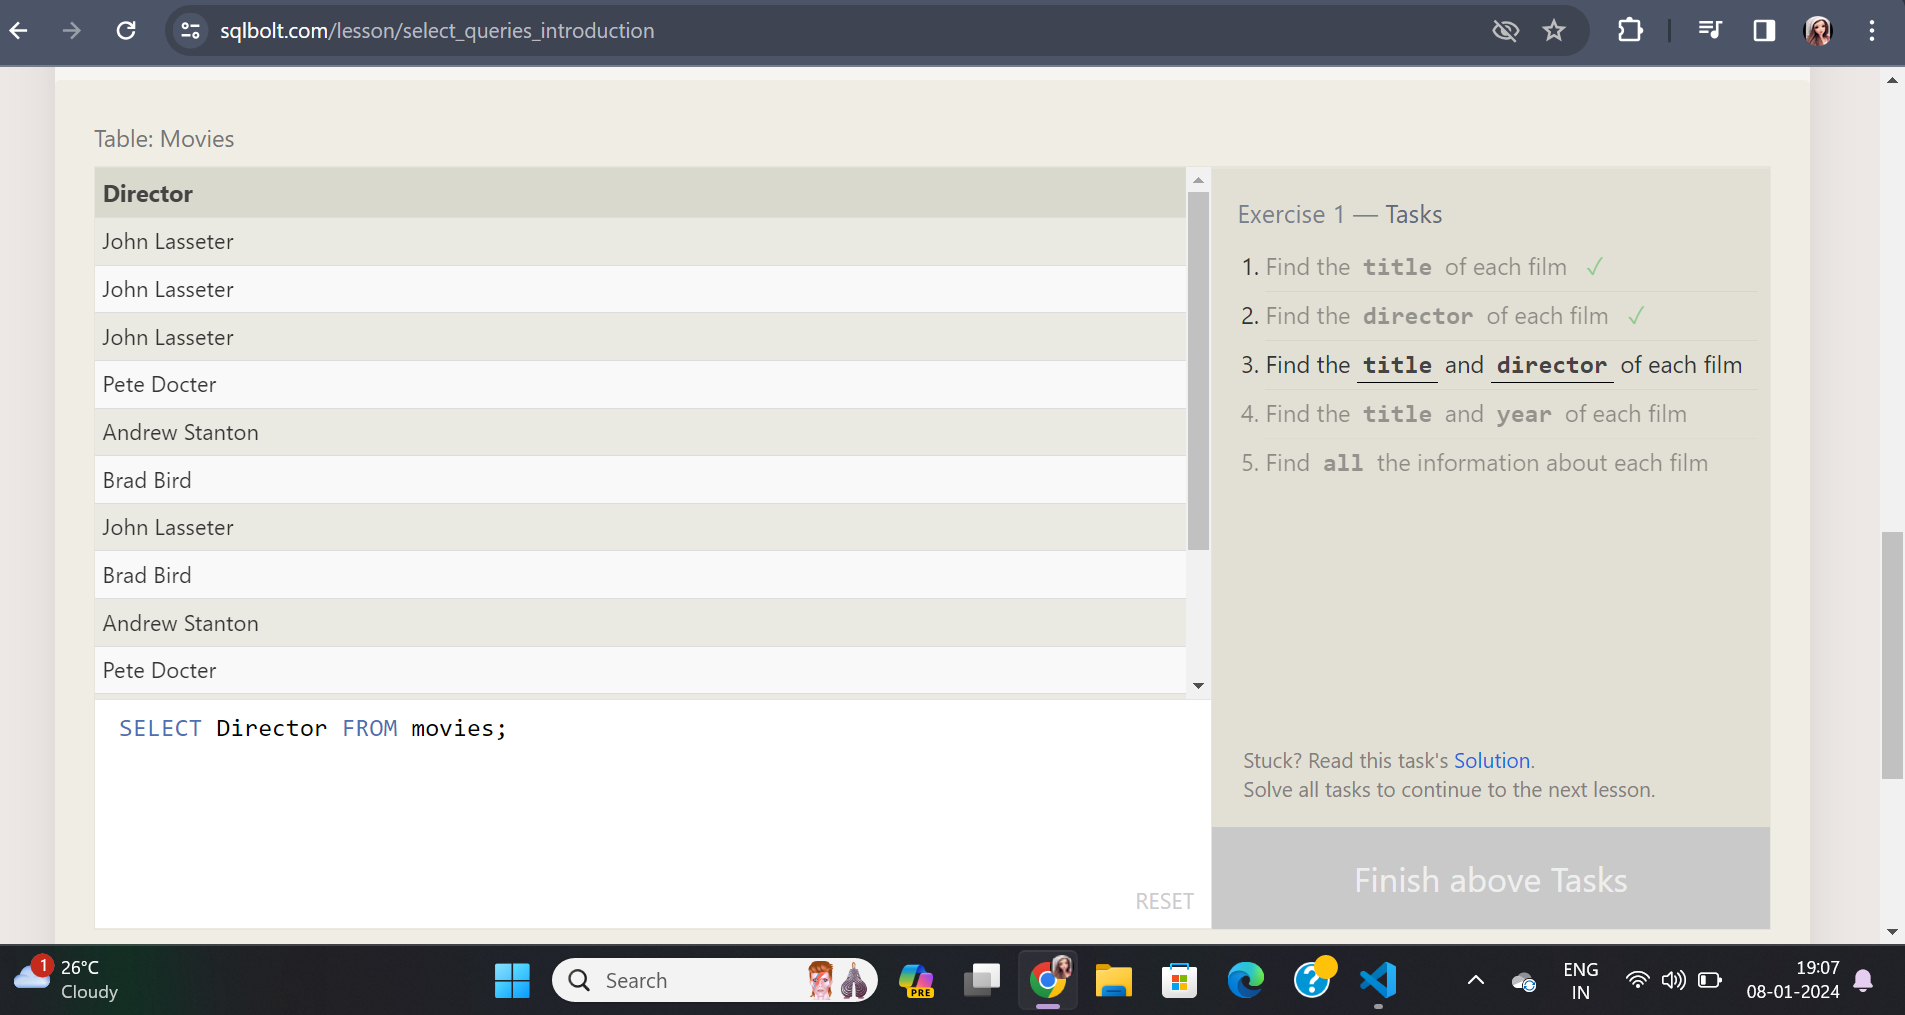 sqlbolt.com/lesson/select_queries_introduction
Table: Movies
Director
John Lasseter
John Lasseter
John Lasseter
Pete Docter
Andrew Stanton
Brad Bird
John Lasseter
Brad Bird
Andrew Stanton
Pete Docter
SELECT Director FROM movies;
RESET
Exercise 1 — Tasks
1. Find the title of each film ✓
2. Find the director of each film ✓
3. Find the title and director of each film
4. Find the title and year of each film
5. Find all the information about each film
Stuck? Read this task's Solution.
Solve all tasks to continue to the next lesson.
Finish above Tasks
1
26°C
Cloudy
Search
PRE
ENG
IN
19:07
08-01-2024